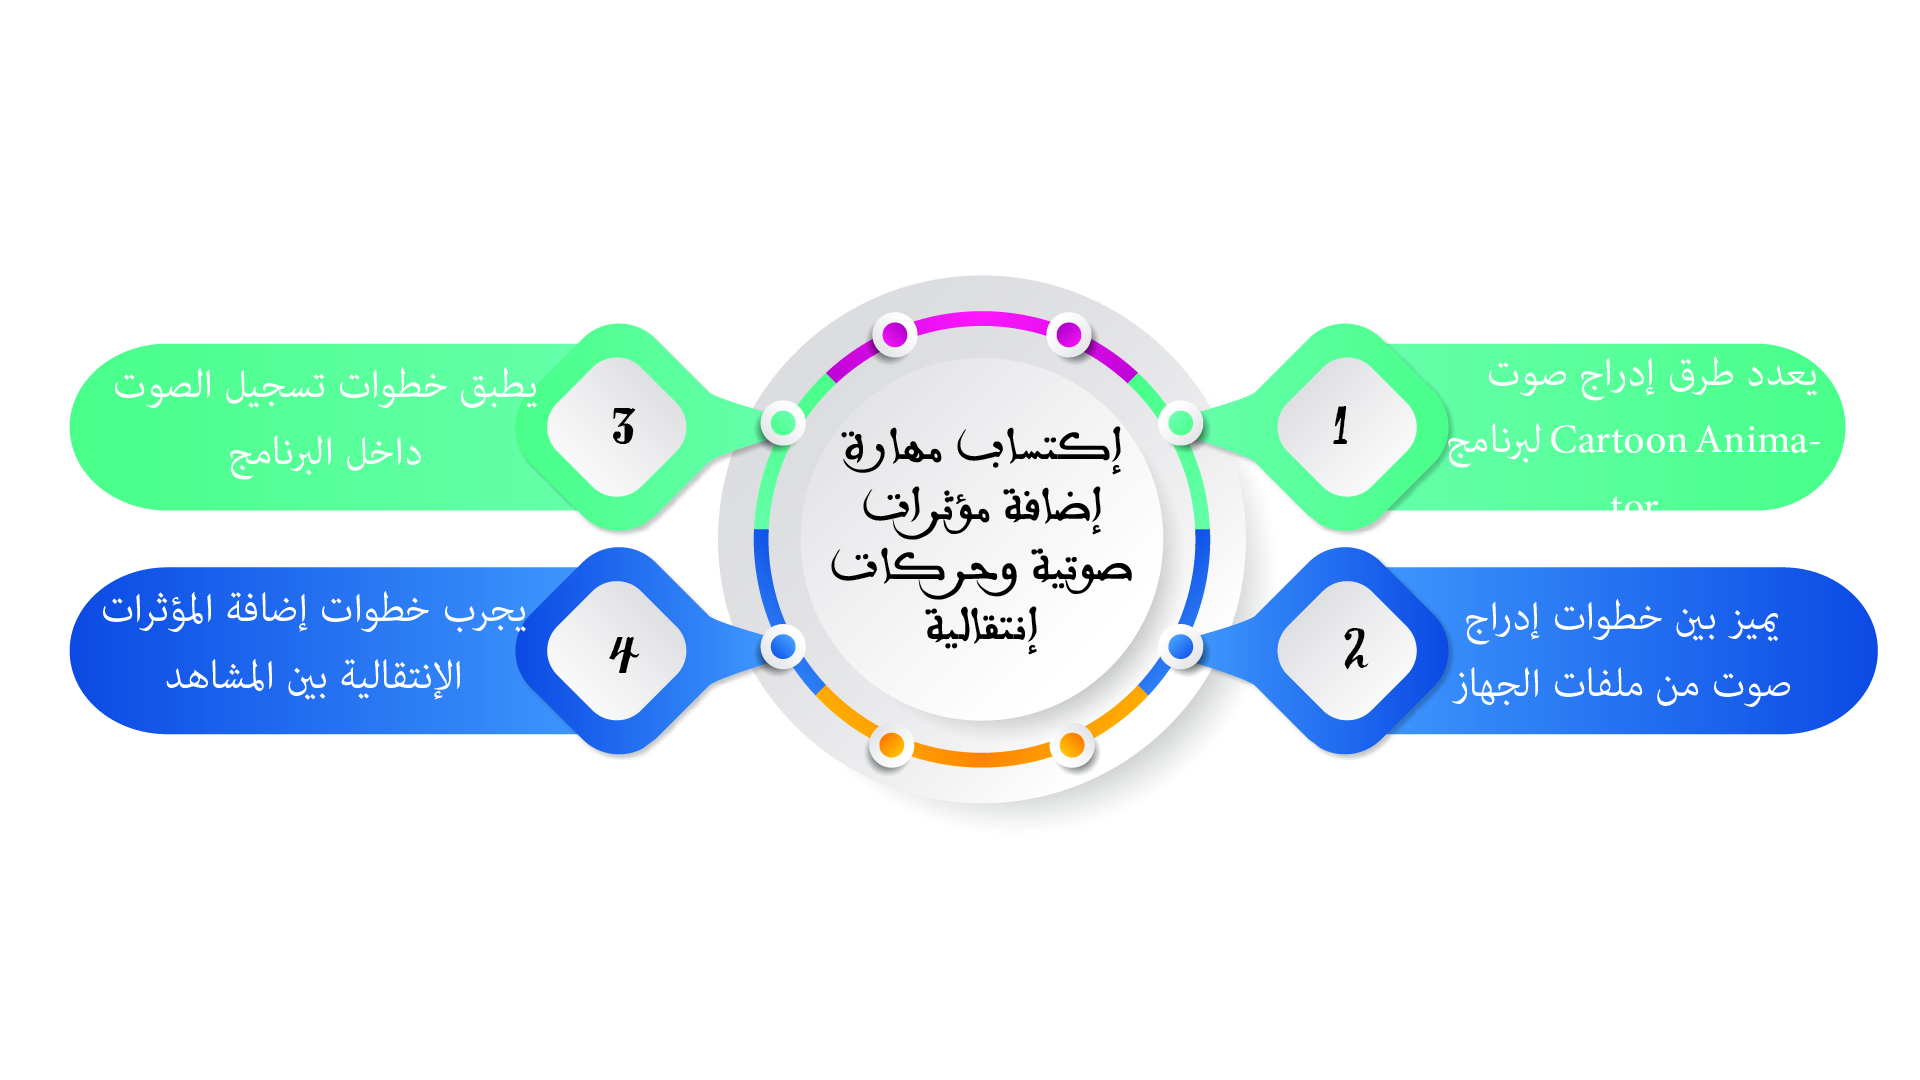 إكتساب مهارة
إضافة مؤثرات
صوتية وحركات
إنتقالية
1
يعدد طرق إدراج صوت
لبرنامج Cartoon Anima-
tor
2
يميز بين خطوات إدراج
صوت من ملفات الجهاز
3
يطبق خطوات تسجيل الصوت
داخل البرنامج
4
يجرب خطوات إضافة المؤثرات
الإنتقالية بين المشاهد